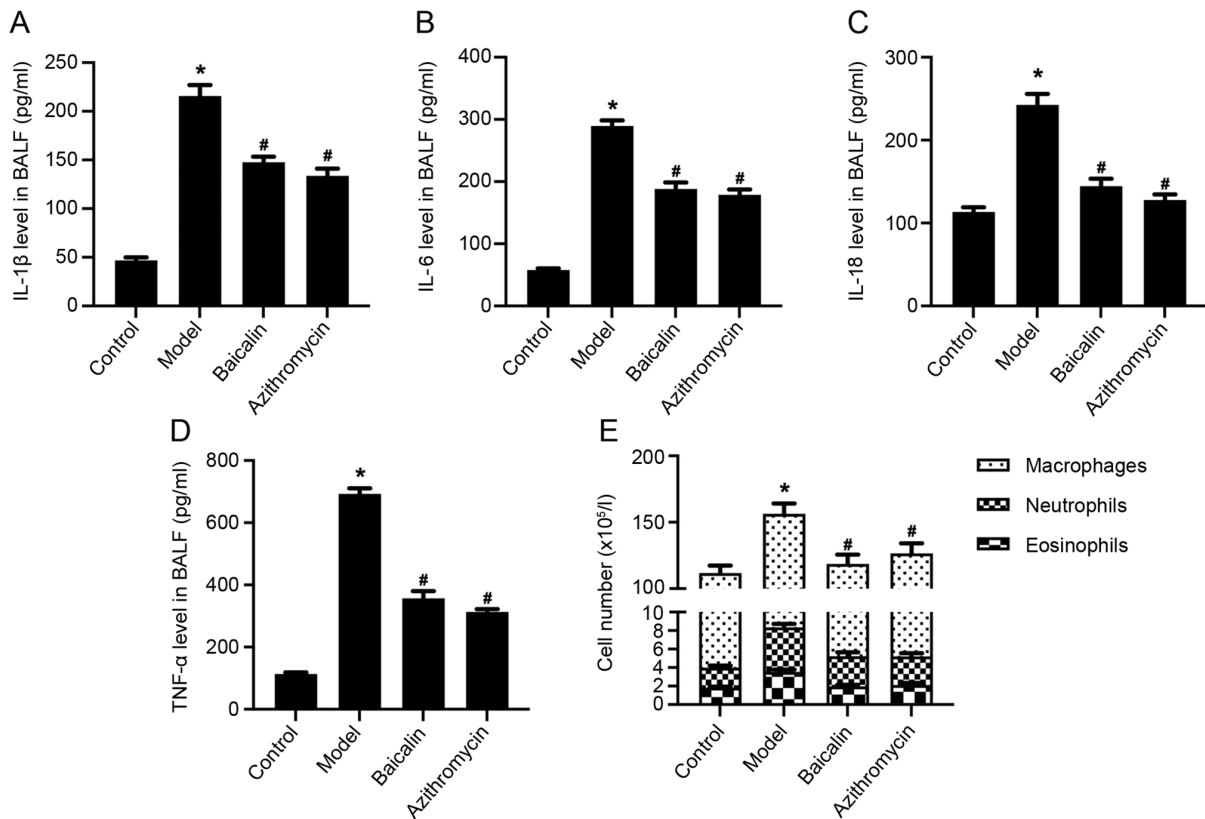 A
IL-1β level in BALF (pg/ml)
250
200
150
100
50
0
*
#
#
Control
Model
Baicalin
Azithromycin
B
IL-6 level in BALF (pg/ml)
400
300
200
100
0
*
#
#
Control
Model
Baicalin
Azithromycin
C
IL-18 level in BALF (pg/ml)
300
200
100
0
*
#
#
Control
Model
Baicalin
Azithromycin
D
TNF-α level in BALF (pg/ml)
800
600
400
200
0
*
#
#
Control
Model
Baicalin
Azithromycin
E
Cell number (x10⁵/l)
200
150
100
10
8
6
4
2
0
*
#
#
Control
Model
Baicalin
Azithromycin
Macrophages
Neutrophils
Eosinophils